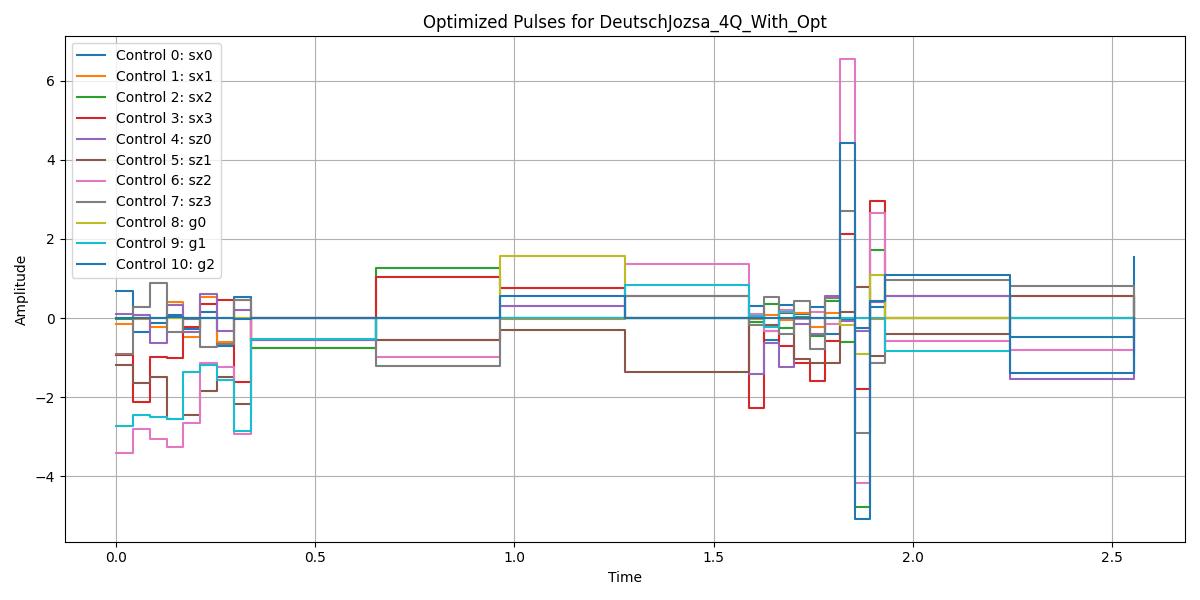 Optimized Pulses for DeutschJozsa_4Q_With_Opt
Control 0: sx0
Control 1: sx1
Control 2: sx2
Control 3: sx3
Control 4: sz0
Control 5: sz1
Control 6: sz2
Control 7: sz3
Control 8: g0
Control 9: g1
Control 10: g2
Amplitude
6
4
2
0
−2
−4
0.0
0.5
1.0
1.5
2.0
2.5
Time